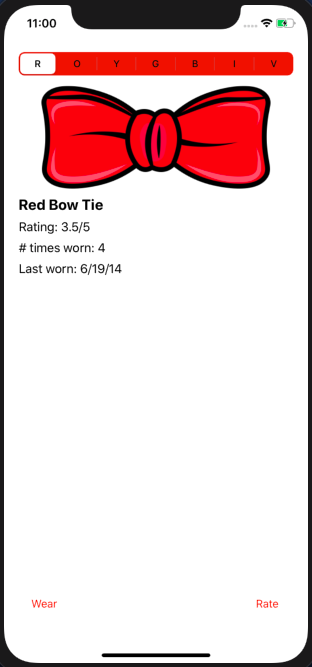 11:00
R O Y G B I V
Red Bow Tie
Rating: 3.5/5
# times worn: 4
Last worn: 6/19/14
Wear Rate